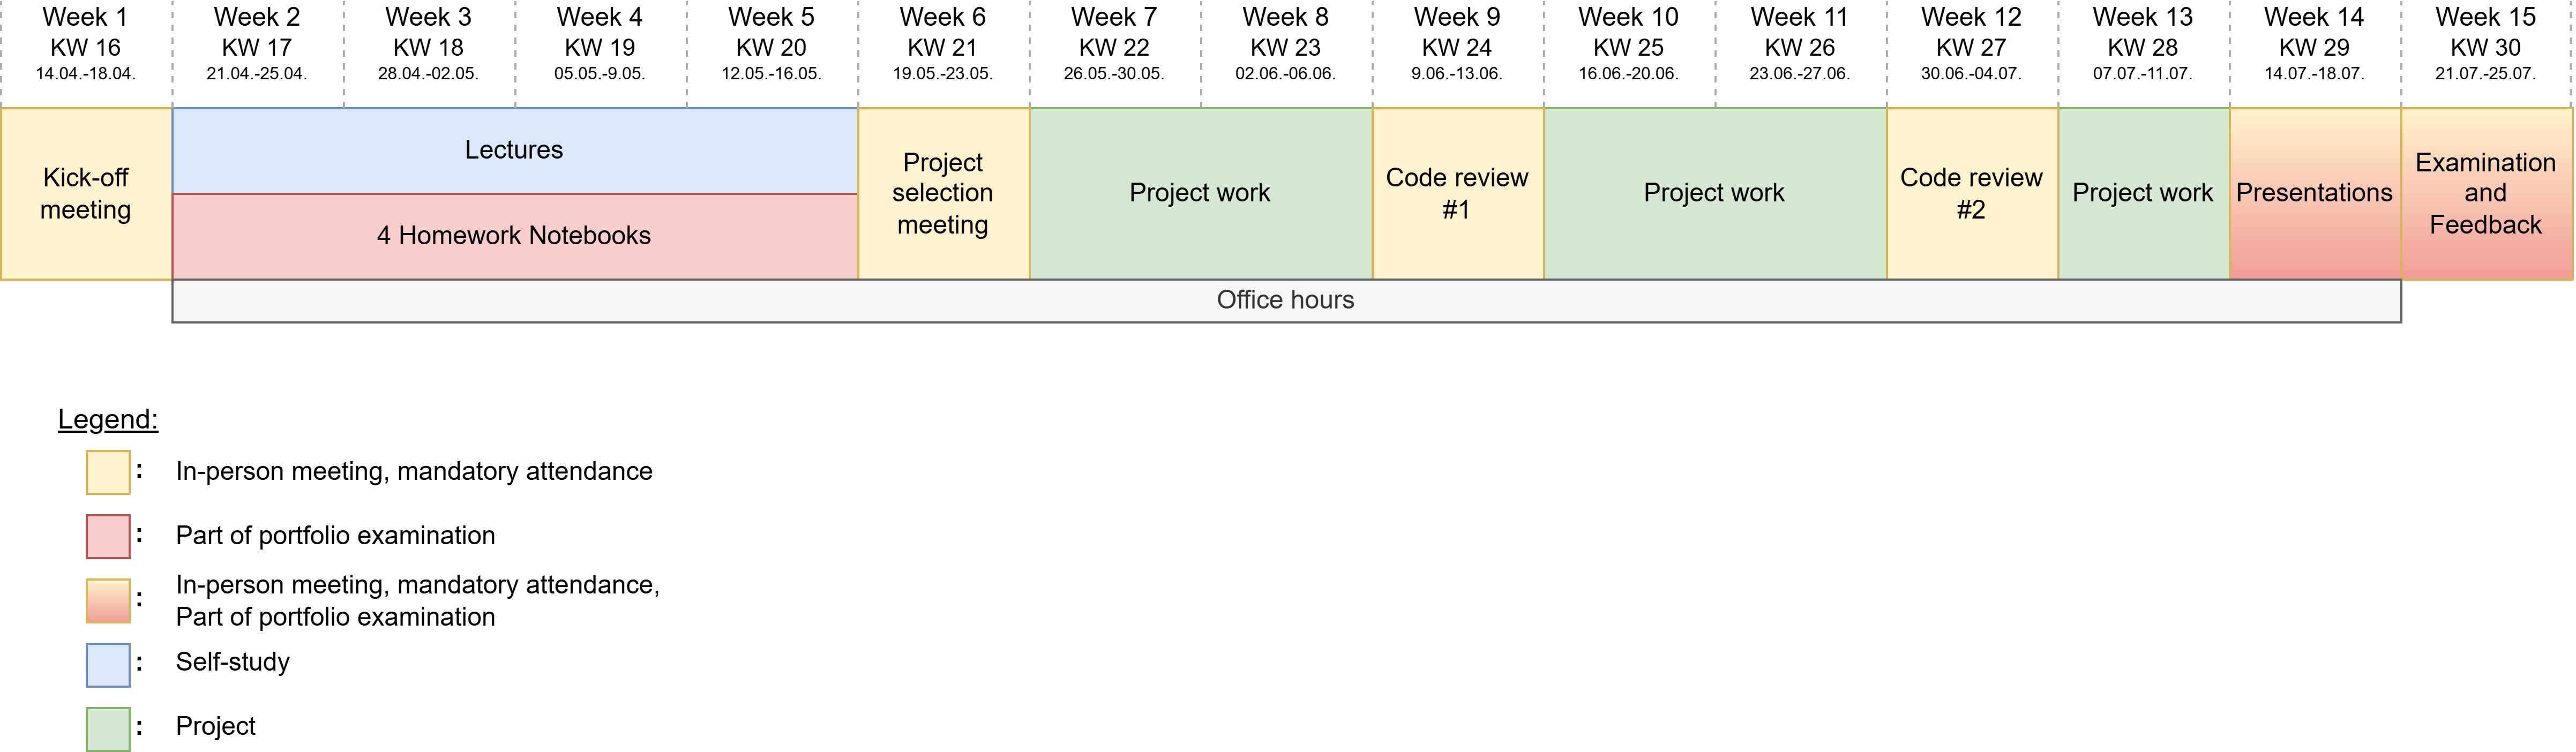 Week 1
KW 16
14.04.-18.04.
Week 2
KW 17
21.04.-25.04.
Week 3
KW 18
28.04.-02.05.
Week 4
KW 19
05.05.-9.05.
Week 5
KW 20
12.05.-16.05.
Week 6
KW 21
19.05.-23.05.
Week 7
KW 22
26.05.-30.05.
Week 8
KW 23
02.06.-06.06.
Week 9
KW 24
9.06.-13.06.
Week 10
KW 25
16.06.-20.06.
Week 11
KW 26
23.06.-27.06.
Week 12
KW 27
30.06.-04.07.
Week 13
KW 28
07.07.-11.07.
Week 14
KW 29
14.07.-18.07.
Week 15
KW 30
21.07.-25.07.
Kick-off
meeting
Lectures
4 Homework Notebooks
Project
selection
meeting
Project work
Code review
#1
Project work
Code review
#2
Project work
Presentations
Examination
and
Feedback
Office hours
Legend:
: In-person meeting, mandatory attendance
: Part of portfolio examination
: In-person meeting, mandatory attendance,
Part of portfolio examination
: Self-study
: Project